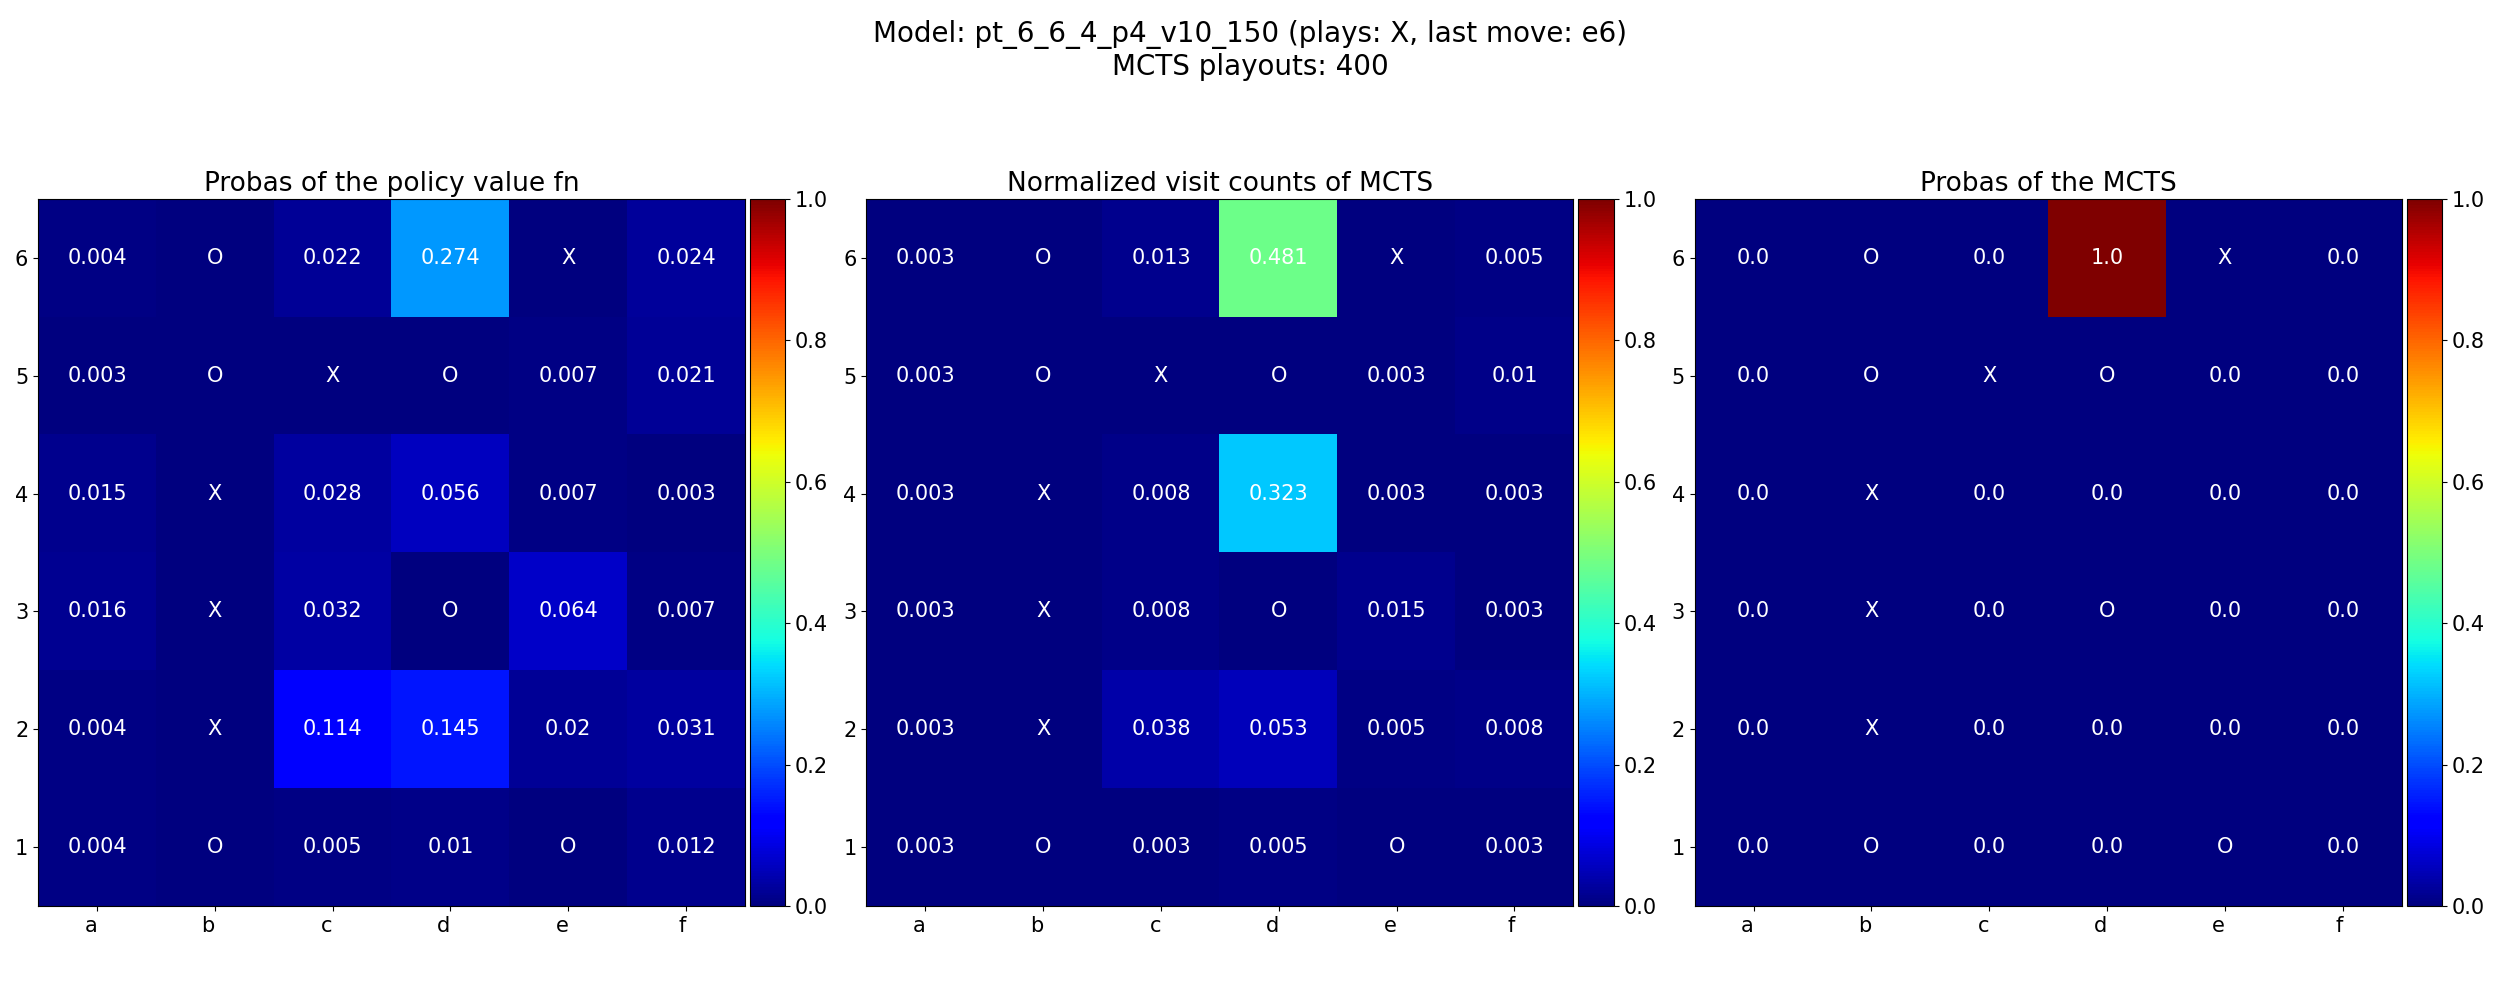 Model: pt_6_6_4_p4_v10_150 (plays: X, last move: e6)
MCTS playouts: 400
Probas of the policy value fn
6 0.004 O 0.022 0.274 X 0.024
5 0.003 O X O 0.007 0.021
4 0.015 X 0.028 0.056 0.007 0.003
3 0.016 X 0.032 O 0.064 0.007
2 0.004 X 0.114 0.145 0.02 0.031
1 0.004 O 0.005 0.01 O 0.012
a b c d e f
1.0
0.8
0.6
0.4
0.2
0.0
Normalized visit counts of MCTS
6 0.003 O 0.013 0.481 X 0.005
5 0.003 O X O 0.003 0.01
4 0.003 X 0.008 0.323 0.003 0.003
3 0.003 X 0.008 O 0.015 0.003
2 0.003 X 0.038 0.053 0.005 0.008
1 0.003 O 0.003 0.005 O 0.003
a b c d e f
1.0
0.8
0.6
0.4
0.2
0.0
Probas of the MCTS
6 0.0 O 0.0 1.0 X 0.0
5 0.0 O X O 0.0 0.0
4 0.0 X 0.0 0.0 0.0 0.0
3 0.0 X 0.0 O 0.0 0.0
2 0.0 X 0.0 0.0 0.0 0.0
1 0.0 O 0.0 0.0 O 0.0
a b c d e f
1.0
0.8
0.6
0.4
0.2
0.0